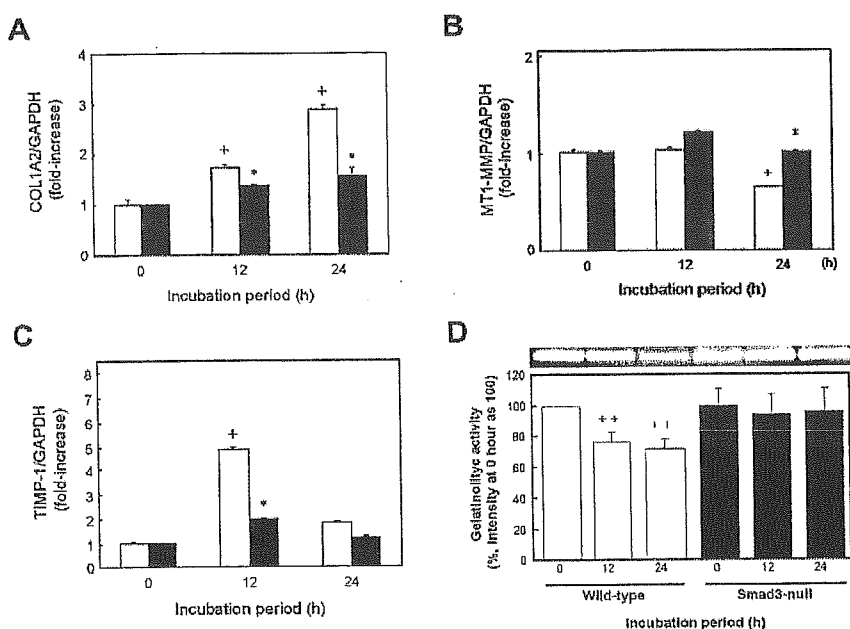 A
COL1A2/GAPDH
(fold-increase)
4
3
2
1
0
+
+
*
*
0 12 24
Incubation period (h)
B
MT1-MMP/GAPDH
(fold-increase)
2
1
0
+
*
0 12 24 (h)
Incubation period (h)
C
TIMP-1/GAPDH
(fold-increase)
8
6
5
4
2
1
0
+
*
0 12 24
Incubation period (h)
D
Gelatinolityc activity
(%, Intensity at 0 hour as 100)
120
100
80
60
40
20
0
++
0 12 24 0 12 24
Wild-type Smad3-null
Incubation period (h)